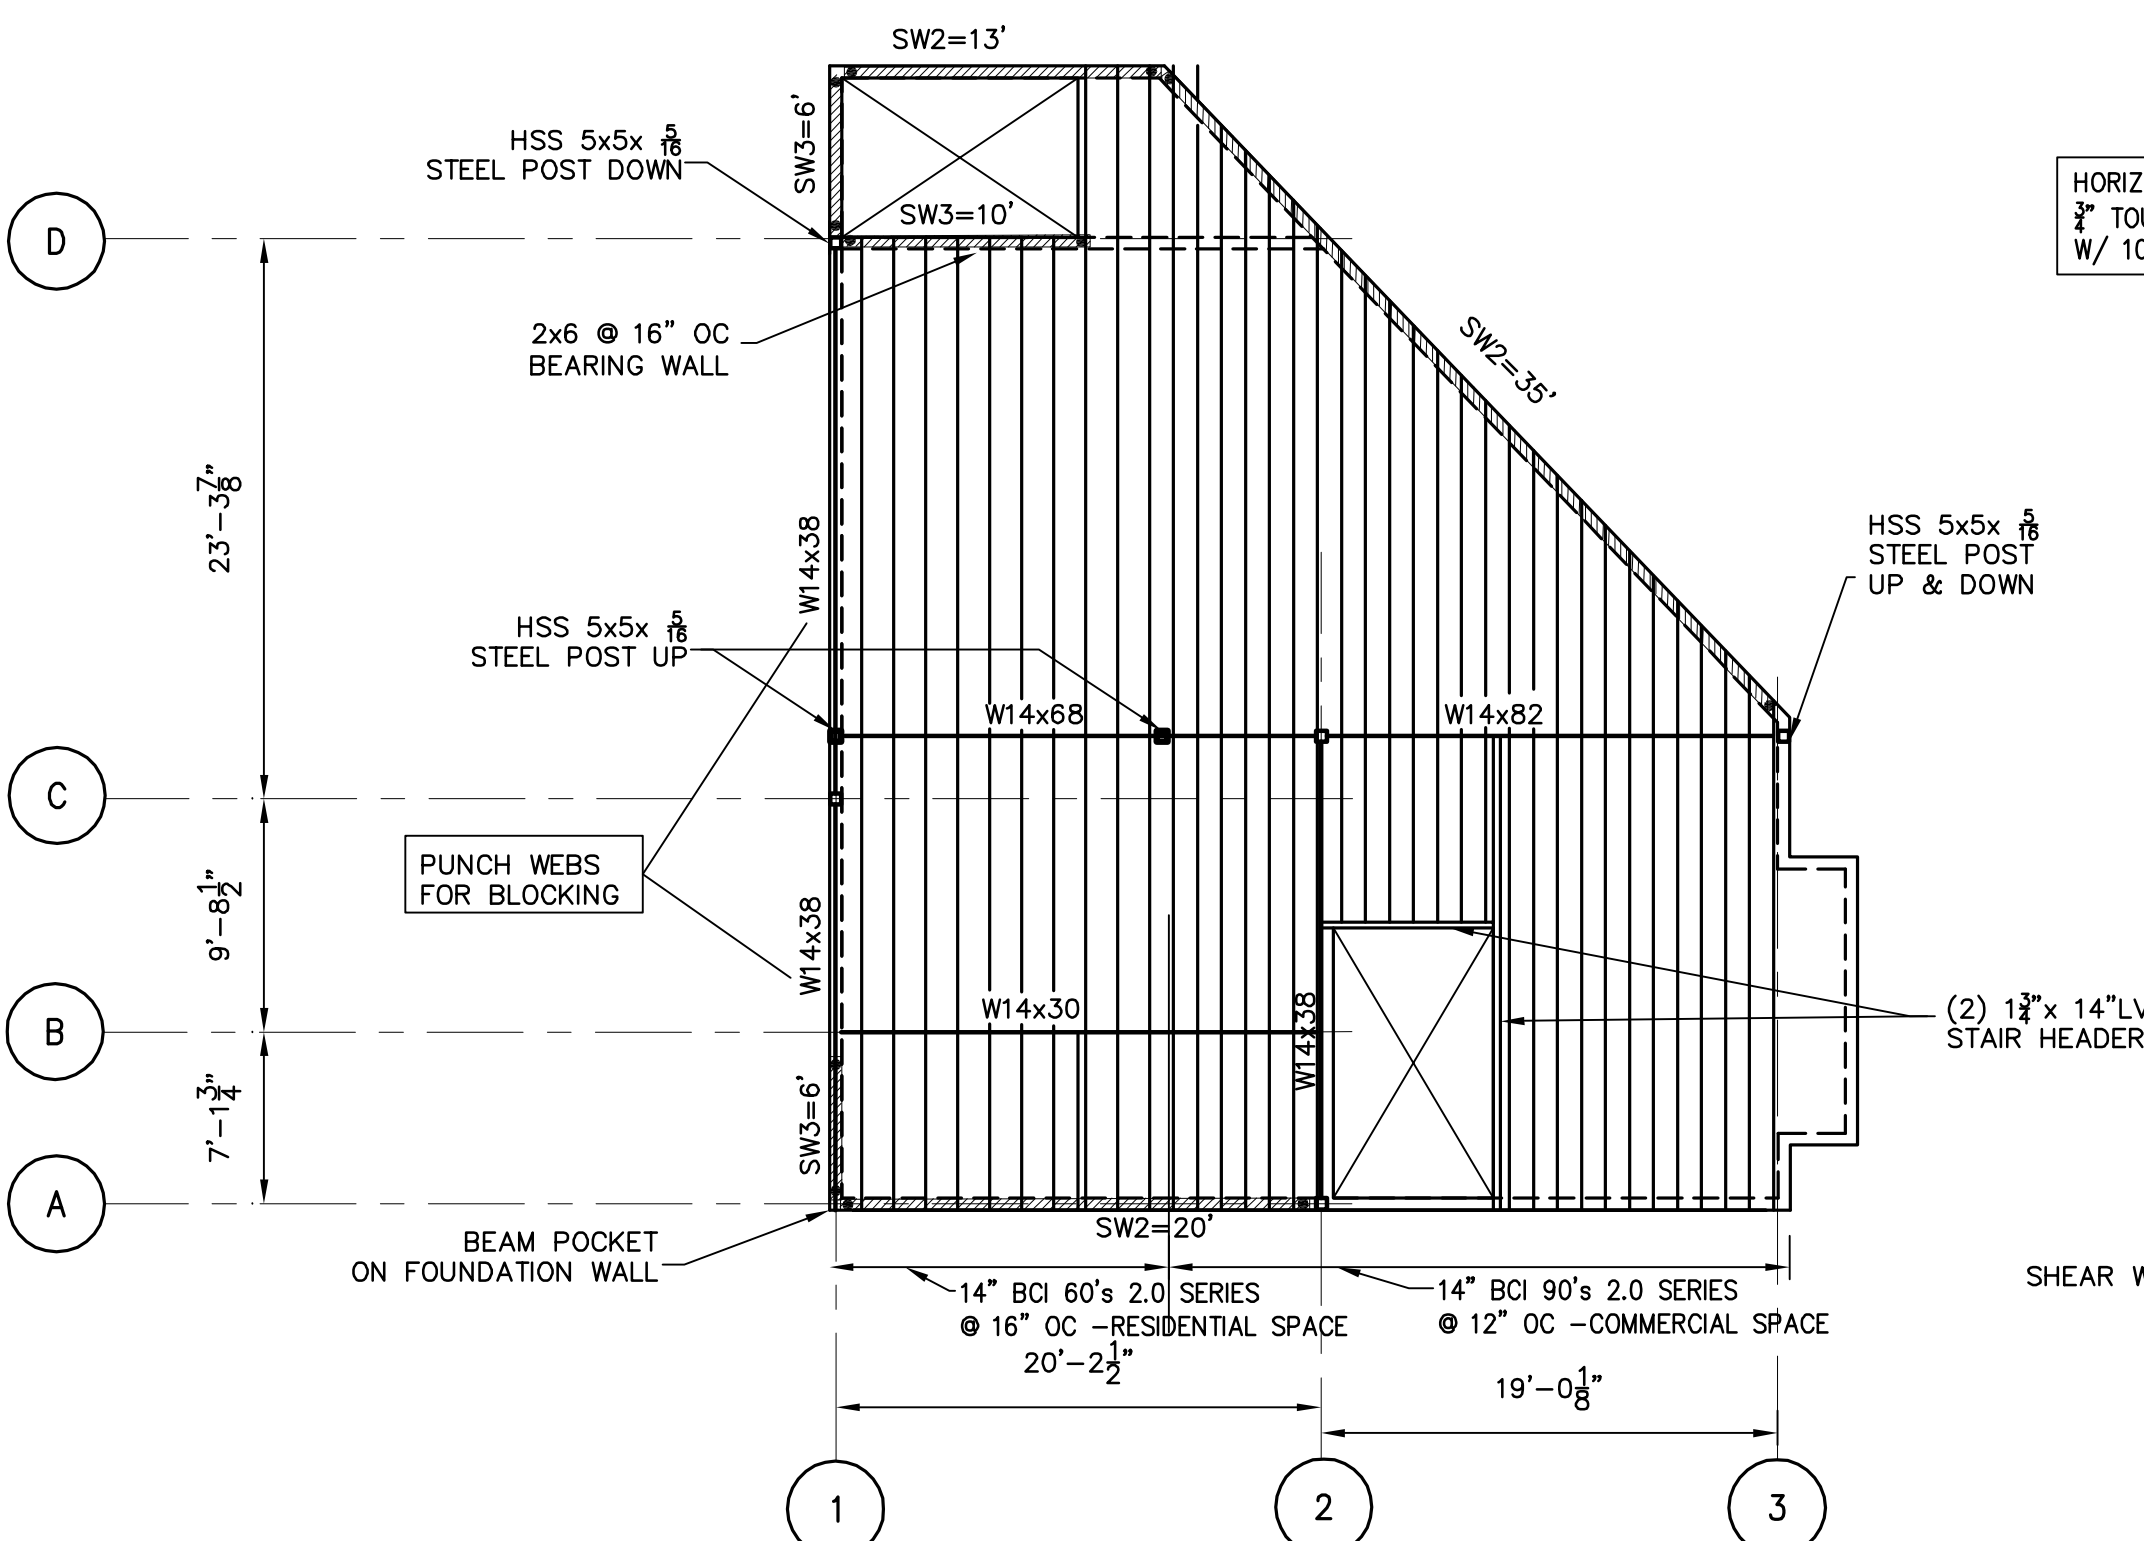 SW2=13'
HSS 5x5x 5/16
STEEL POST DOWN
SW3=6'
SW3=10'
D
HORIZ
3/4" TOU
W/ 10
2x6 @ 16" OC
BEARING WALL
SW2=35'
23'-3 7/8"
W14x38
HSS 5x5x 5/16
STEEL POST
UP & DOWN
HSS 5x5x 5/16
STEEL POST UP
W14x68
W14x82
C
PUNCH WEBS
FOR BLOCKING
9'-8 1/2"
W14x38
W14x30
W14x38
(2) 1 3/4"x 14"LV
STAIR HEADER
B
7'-1 3/4"
SW3=6'
A
SW2=20'
BEAM POCKET
ON FOUNDATION WALL
SHEAR W
14" BCI 60's 2.0 SERIES
@ 16" OC -RESIDENTIAL SPACE
14" BCI 90's 2.0 SERIES
@ 12" OC -COMMERCIAL SPACE
20'-2 1/2"
19'-0 1/8"
1
2
3